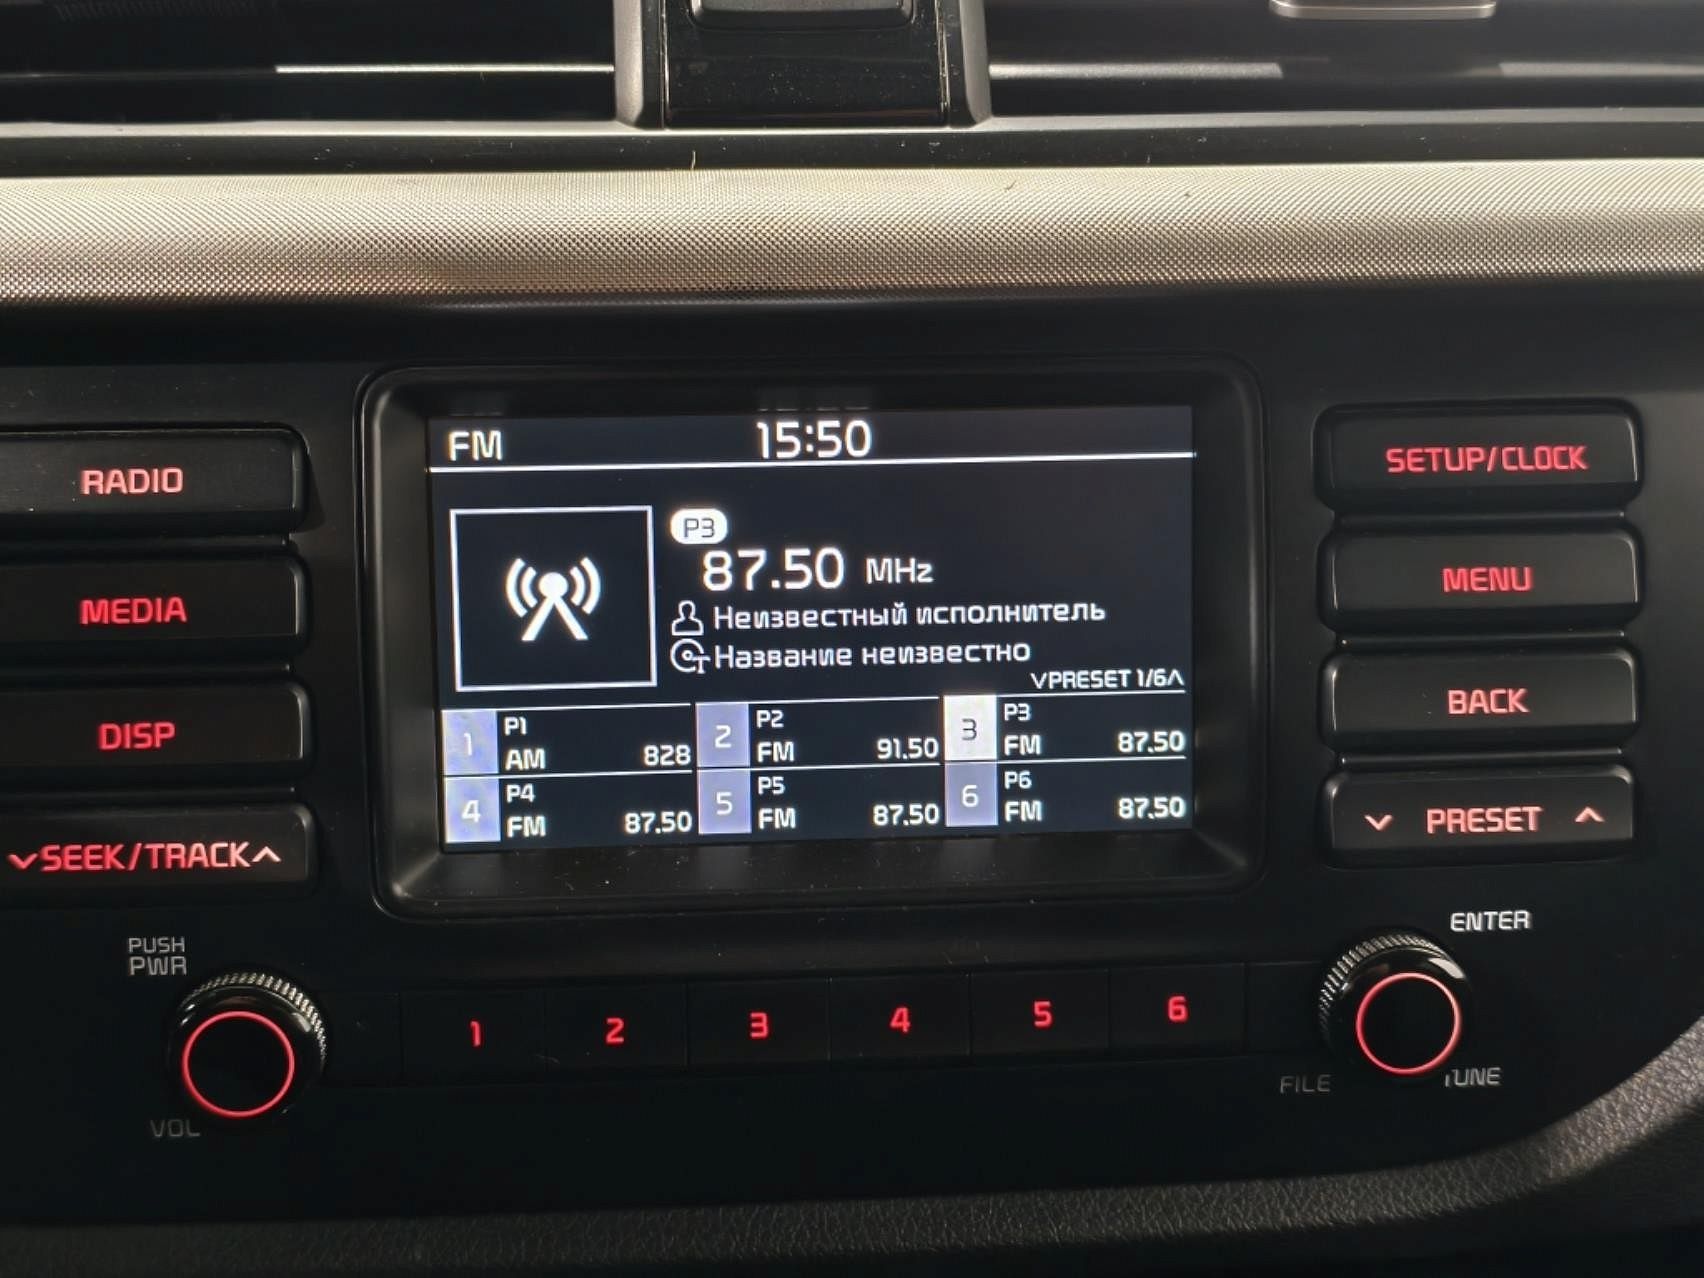 FM 15:50
P3
87.50 MHz
Неизвестный исполнитель
Название неизвестно
PRESET 1/6
1 P1 AM 828
2 P2 FM 91.50
3 P3 FM 87.50
4 P4 FM 87.50
5 P5 FM 87.50
6 P6 FM 87.50
RADIO
MEDIA
DISP
SEEK/TRACK
SETUP/CLOCK
MENU
BACK
PRESET
PUSH
PWR
VOL
1 2 3 4 5 6
ENTER
FILE
TUNE